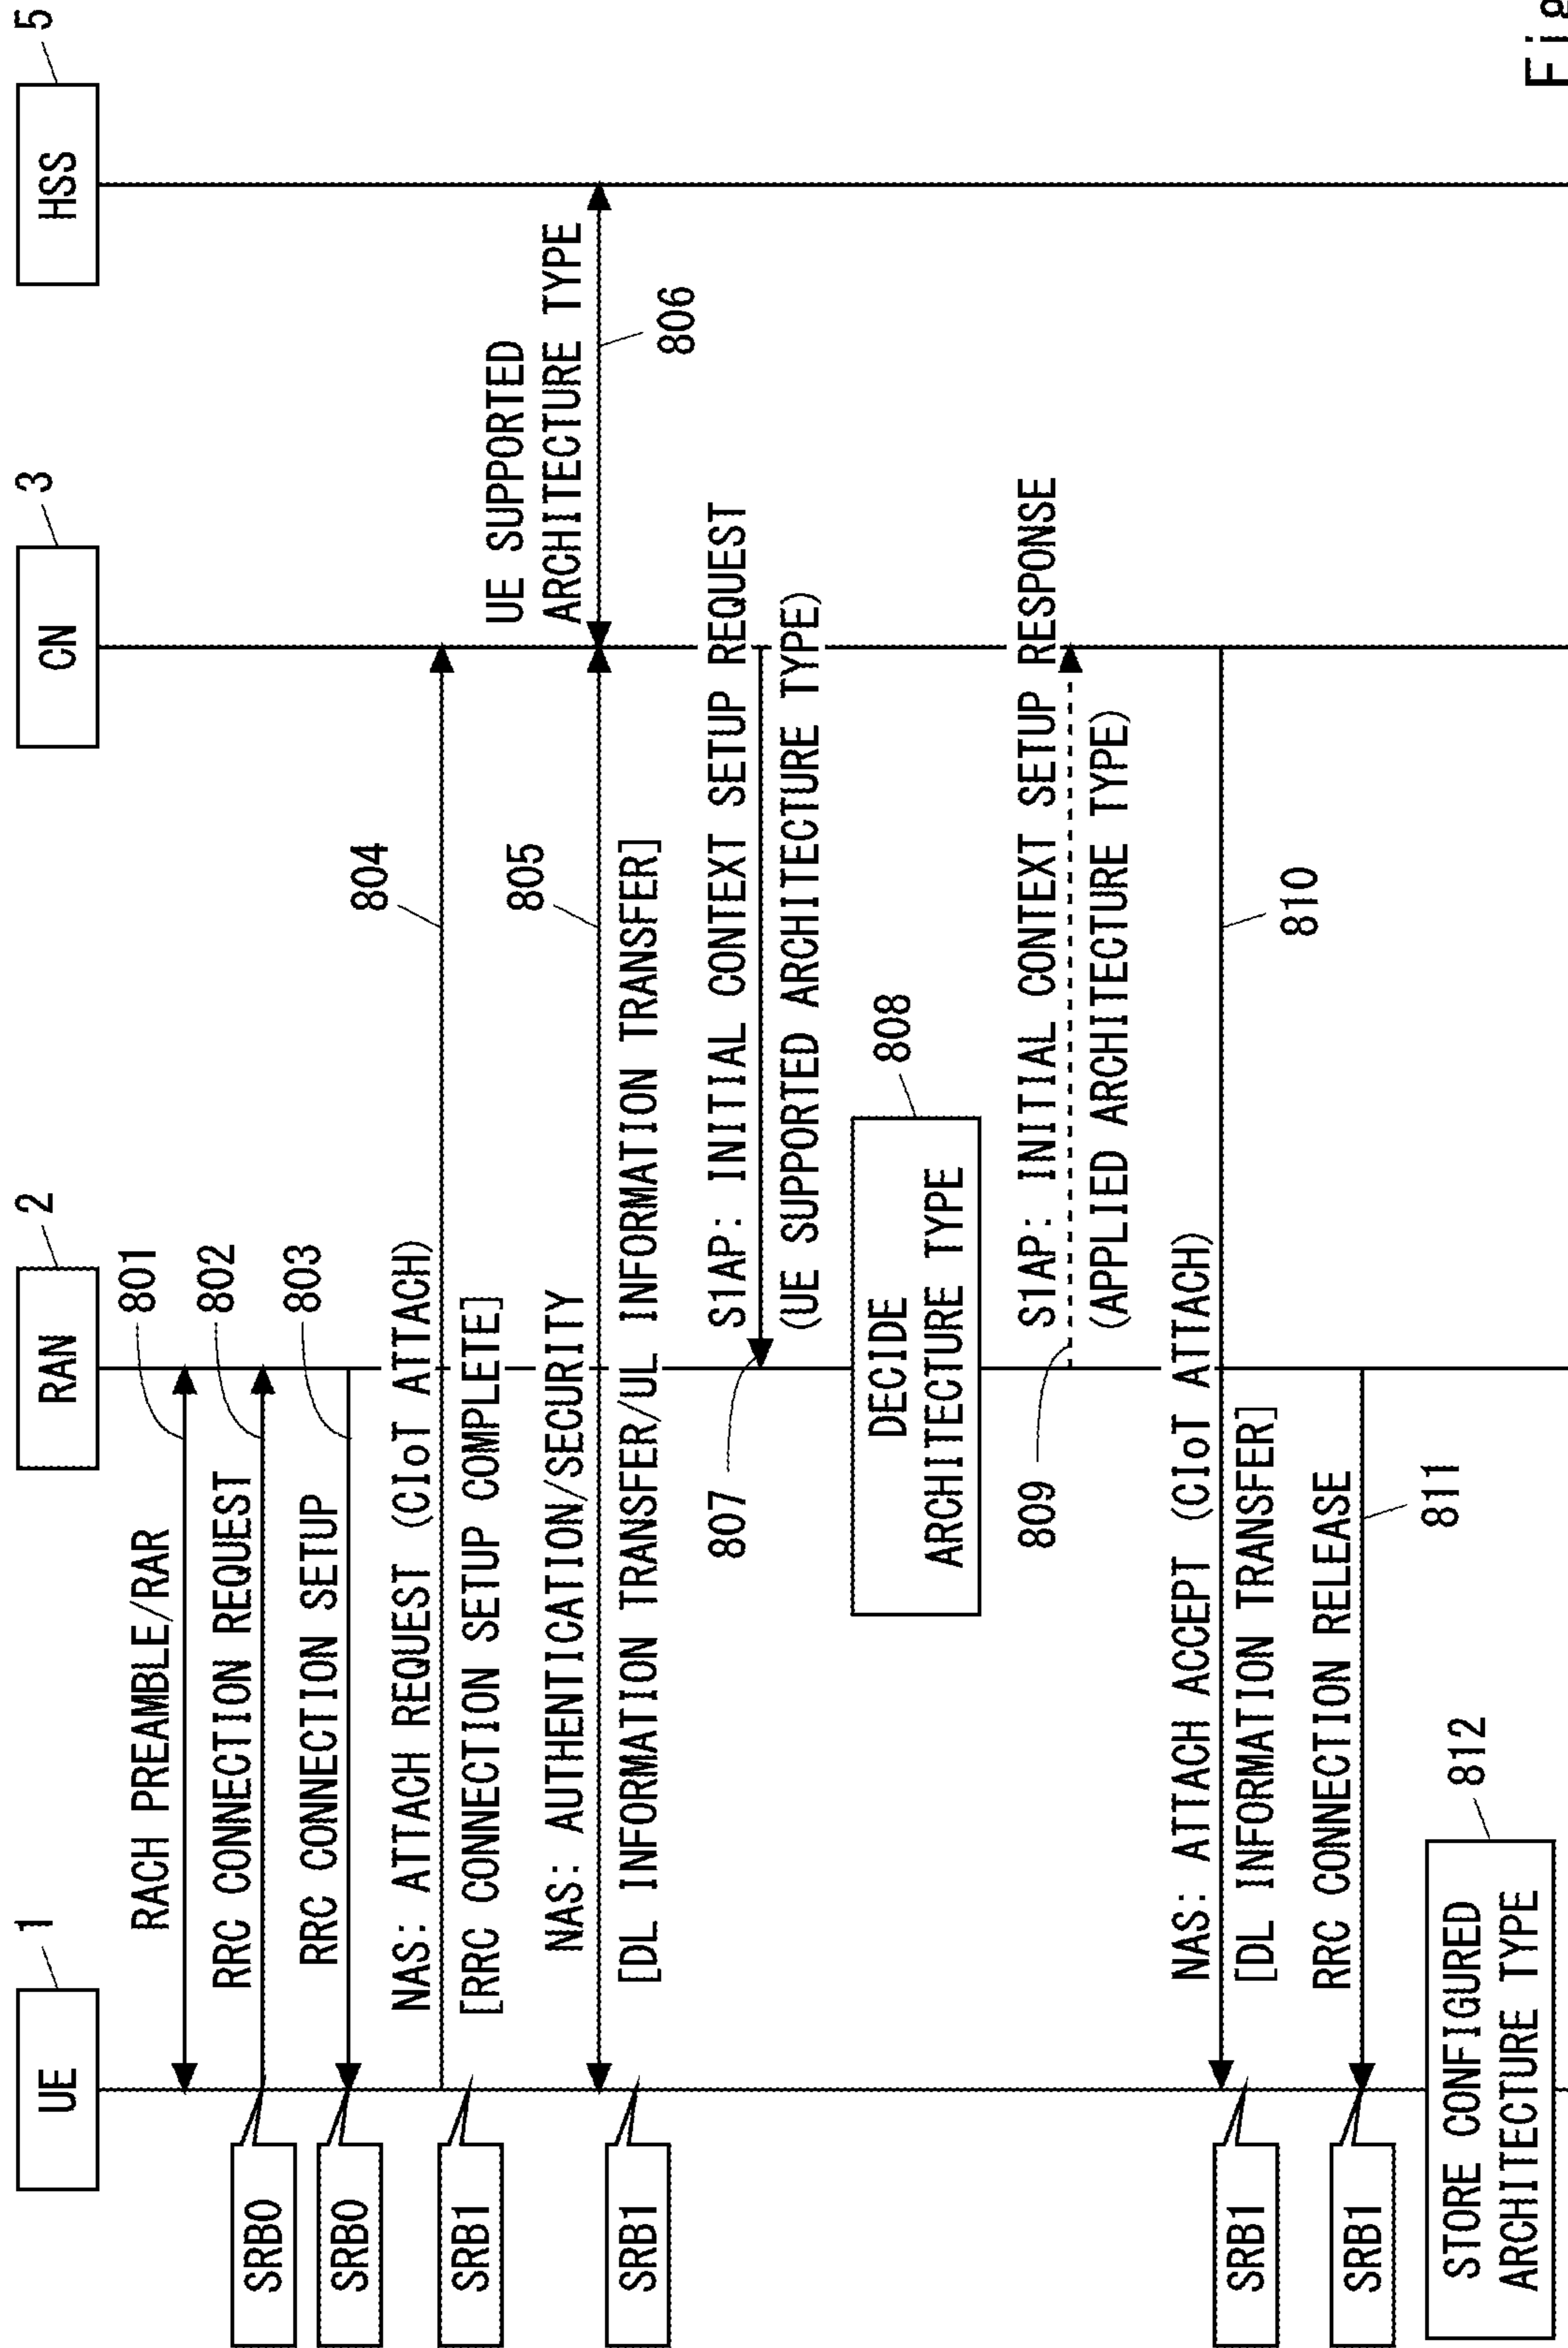 UE
1
RAN
2
CN
3
HSS
5
RACH PREAMBLE/RAR
801
SRB0
RRC CONNECTION REQUEST
802
SRB0
RRC CONNECTION SETUP
803
SRB1
NAS: ATTACH REQUEST (CIoT ATTACH)
[RRC CONNECTION SETUP COMPLETE]
804
SRB1
NAS: AUTHENTICATION/SECURITY
[DL INFORMATION TRANSFER/UL INFORMATION TRANSFER]
805
UE SUPPORTED
ARCHITECTURE TYPE
806
S1AP: INITIAL CONTEXT SETUP REQUEST
(UE SUPPORTED ARCHITECTURE TYPE)
807
DECIDE
ARCHITECTURE TYPE
808
S1AP: INITIAL CONTEXT SETUP RESPONSE
(APPLIED ARCHITECTURE TYPE)
809
SRB1
NAS: ATTACH ACCEPT (CIoT ATTACH)
[DL INFORMATION TRANSFER]
810
SRB1
RRC CONNECTION RELEASE
811
STORE CONFIGURED
ARCHITECTURE TYPE
812